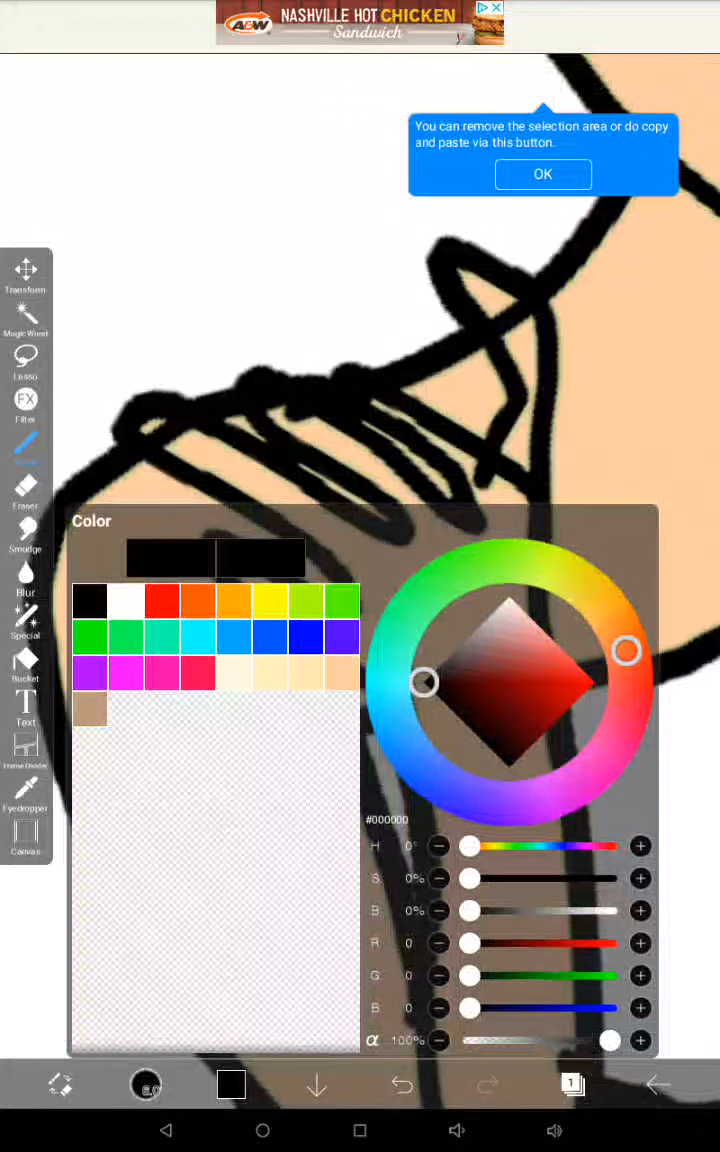 A&W
NASHVILLE HOT CHICKEN
Sandwich
You can remove the selection area or do copy
and paste via this button.
OK
Transform
Magic Wand
Lasso
FX
Filter
Eraser
Smudge
Blur
Special
Bucket
T
Text
Frame Divider
Eyedropper
Canvas
Color
#000000
H 0°
S 0%
B 0%
R 0
G 0
B 0
α 100%
1